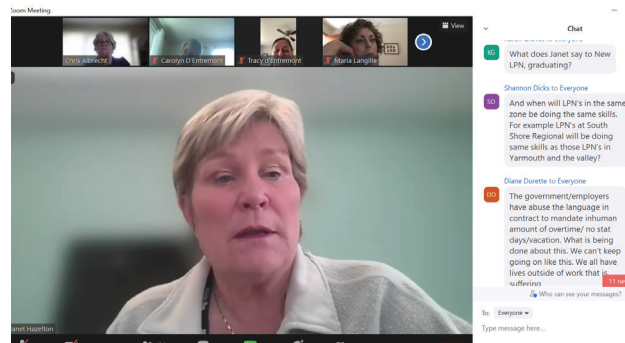 Zoom Meeting
View
Chris Albrecht
Carolyn D'Entremont
Tracy d'Entremont
Maria Langille
Janet Hazelton
Chat
to Everyone
KG
What does Janet say to New
LPN, graduating?
Shannon Dicks to Everyone
SD
And when will LPN's in the same
zone be doing the same skills.
For example LPN's at South
Shore Regional will be doing
same skills as those LPN's in
Yarmouth and the valley?
Diane Durette to Everyone
DD
The government/employers
have abuse the language in
contract to mandate inhuman
amount of overtime/ no stat
days/vacation. What is being
done about this. We can't keep
going on like this. We all have
lives outside of work that is
suffering
11 ne
Who can see your messages?
To: Everyone
Type message here...